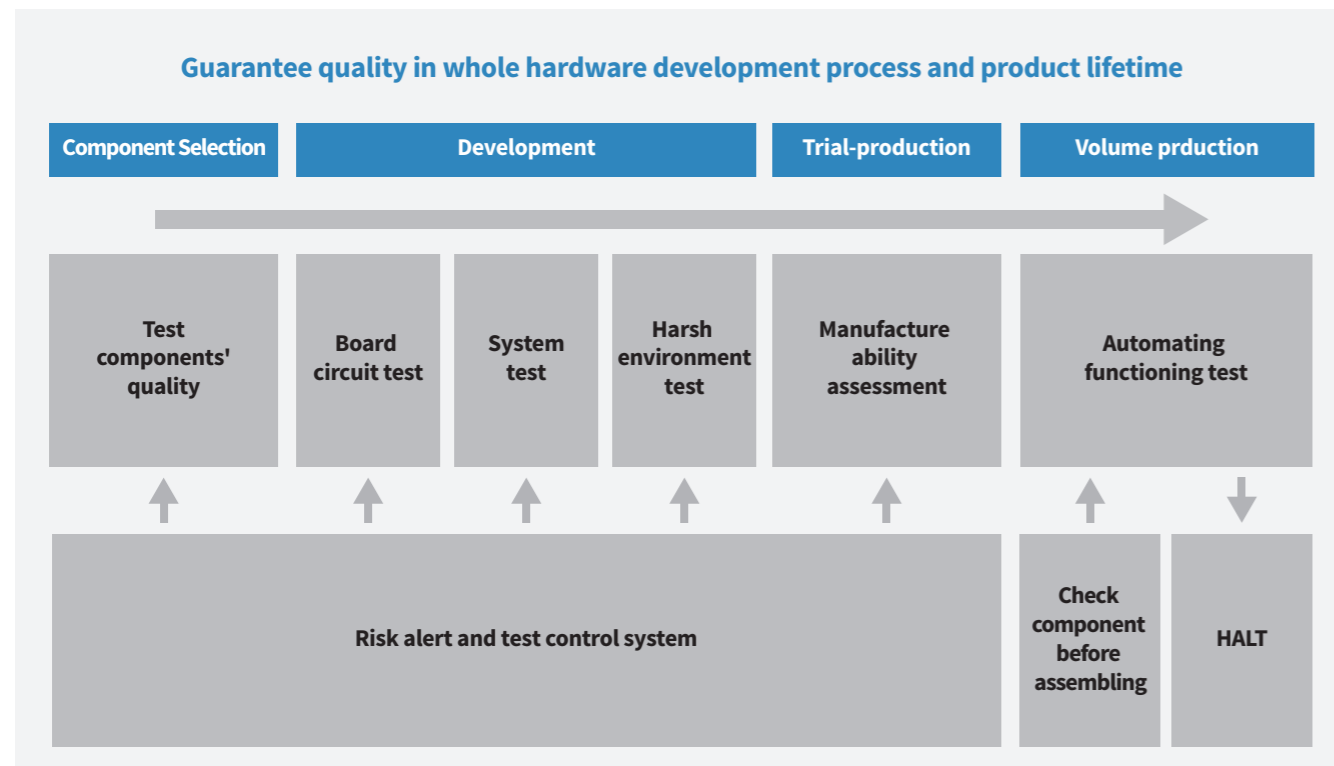 Guarantee quality in whole hardware development process and product lifetime
Component Selection
Development
Trial-production
Volume prduction
Test
components'
quality
Board
circuit test
System
test
Harsh
environment
test
Manufacture
ability
assessment
Automating
functioning test
Risk alert and test control system
Check
component
before
assembling
HALT